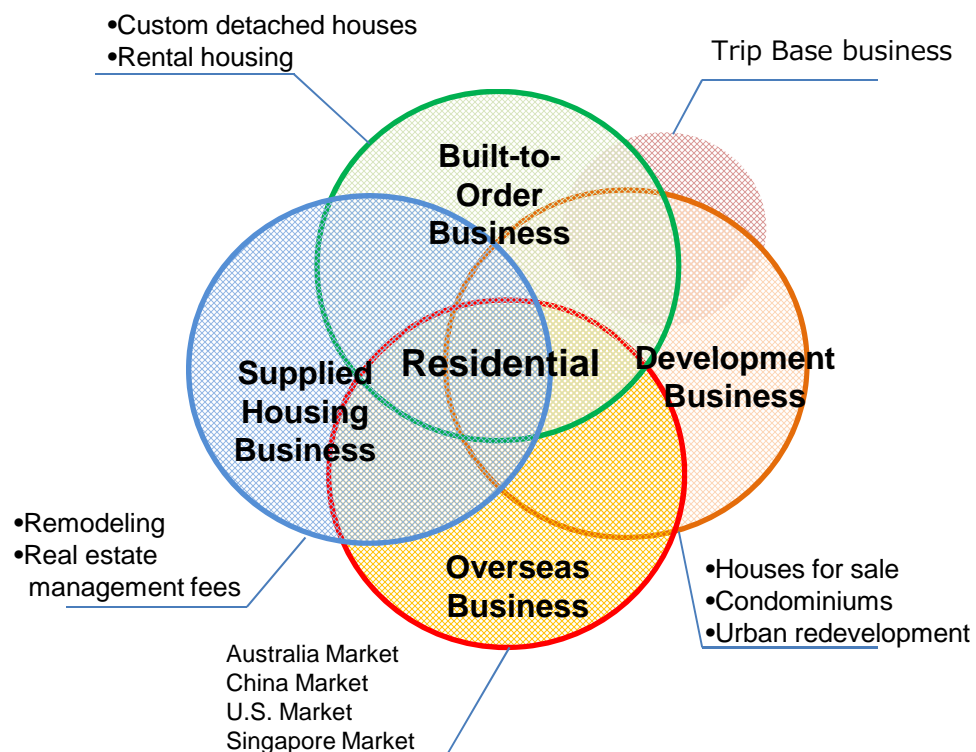 •Custom detached houses
•Rental housing
Trip Base business
Built-to-
Order
Business
Residential
Supplied
Housing
Business
Development
Business
Overseas
Business
•Remodeling
•Real estate
management fees
•Houses for sale
•Condominiums
•Urban redevelopment
Australia Market
China Market
U.S. Market
Singapore Market